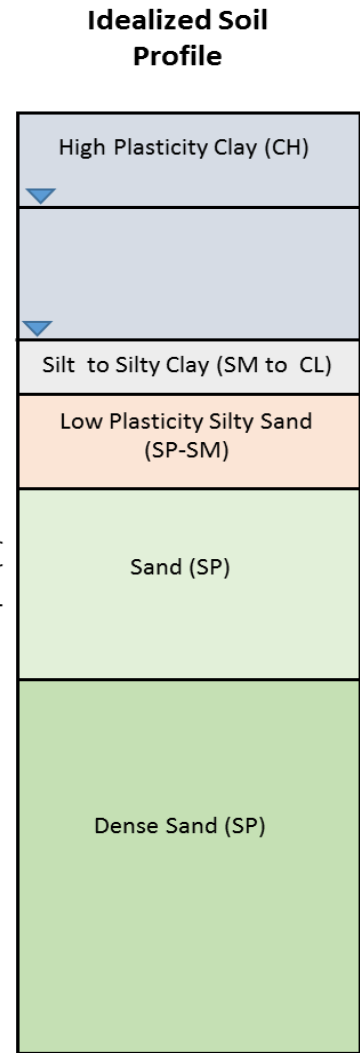 Idealized Soil
Profile
High Plasticity Clay (CH)
Silt to Silty Clay (SM to CL)
Low Plasticity Silty Sand
(SP-SM)
Sand (SP)
Dense Sand (SP)